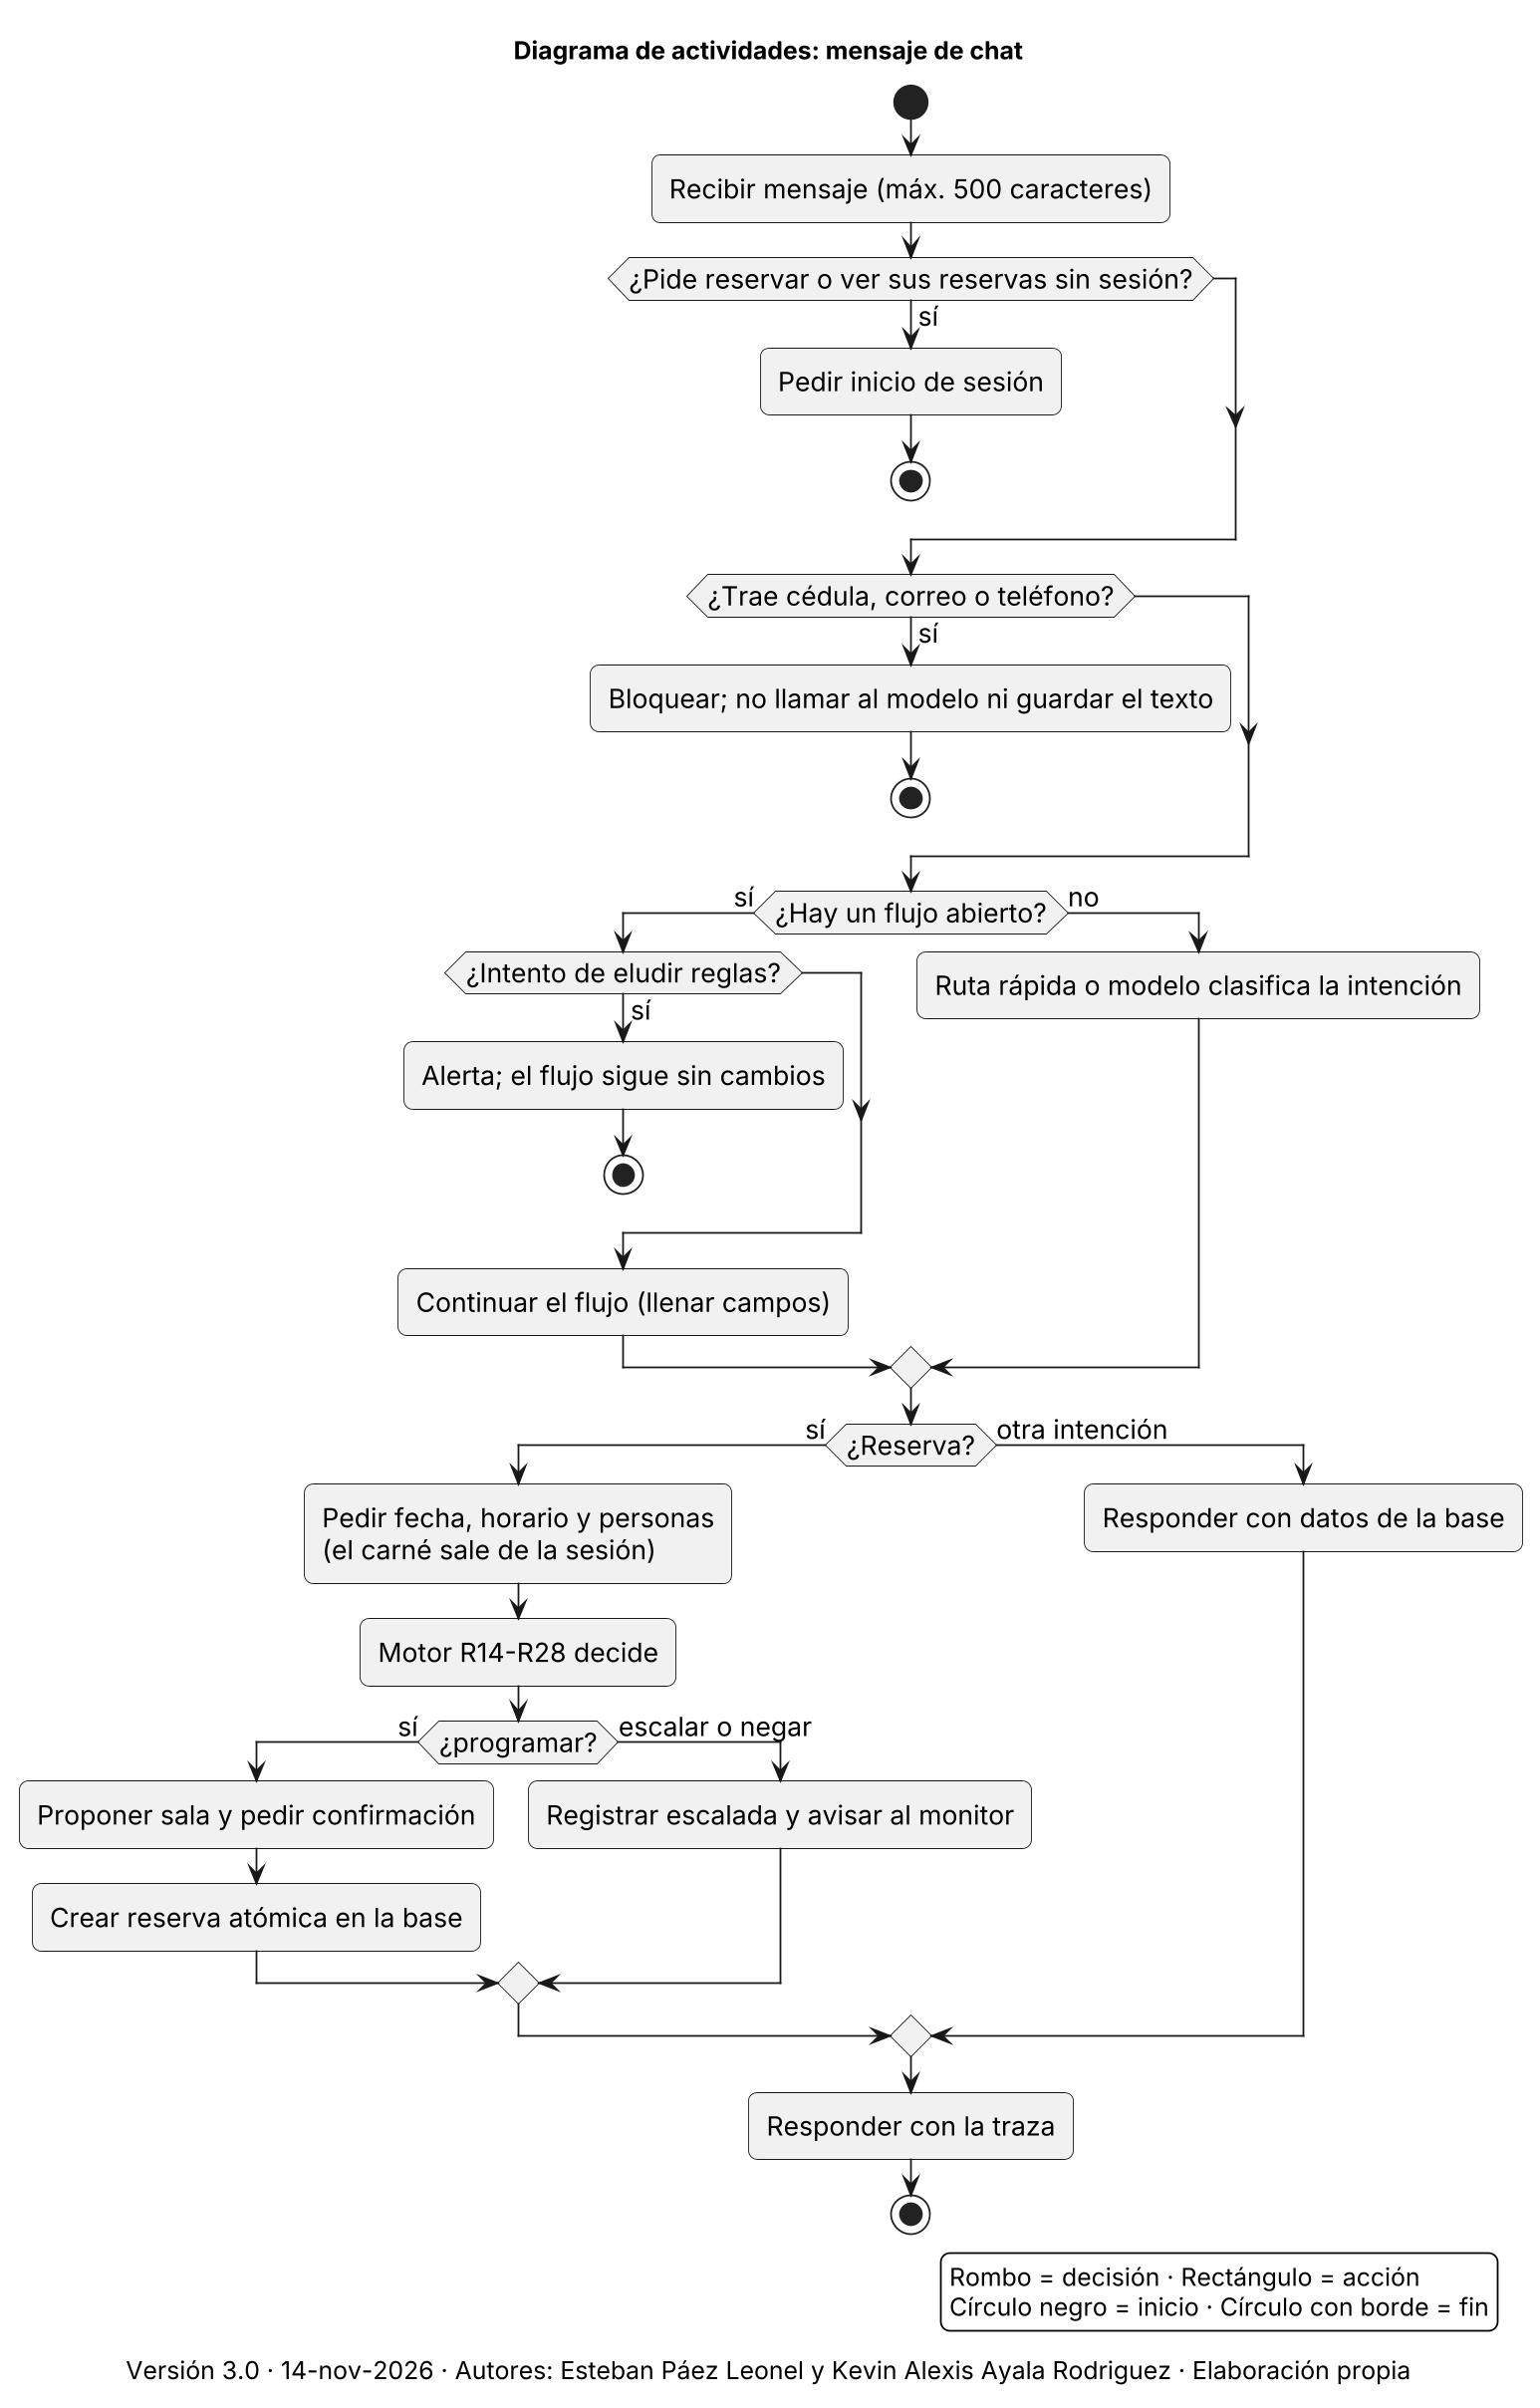 Diagrama de actividades: mensaje de chat
Recibir mensaje (máx. 500 caracteres)
¿Pide reservar o ver sus reservas sin sesión?
sí
Pedir inicio de sesión
¿Trae cédula, correo o teléfono?
sí
Bloquear; no llamar al modelo ni guardar el texto
sí
¿Hay un flujo abierto?
no
¿Intento de eludir reglas?
sí
Ruta rápida o modelo clasifica la intención
Alerta; el flujo sigue sin cambios
Continuar el flujo (llenar campos)
sí
¿Reserva?
otra intención
Pedir fecha, horario y personas
(el carné sale de la sesión)
Responder con datos de la base
Motor R14-R28 decide
sí
¿programar?
escalar o negar
Proponer sala y pedir confirmación
Registrar escalada y avisar al monitor
Crear reserva atómica en la base
Responder con la traza
Rombo = decisión · Rectángulo = acción
Círculo negro = inicio · Círculo con borde = fin
Versión 3.0 · 14-nov-2026 · Autores: Esteban Páez Leonel y Kevin Alexis Ayala Rodriguez · Elaboración propia